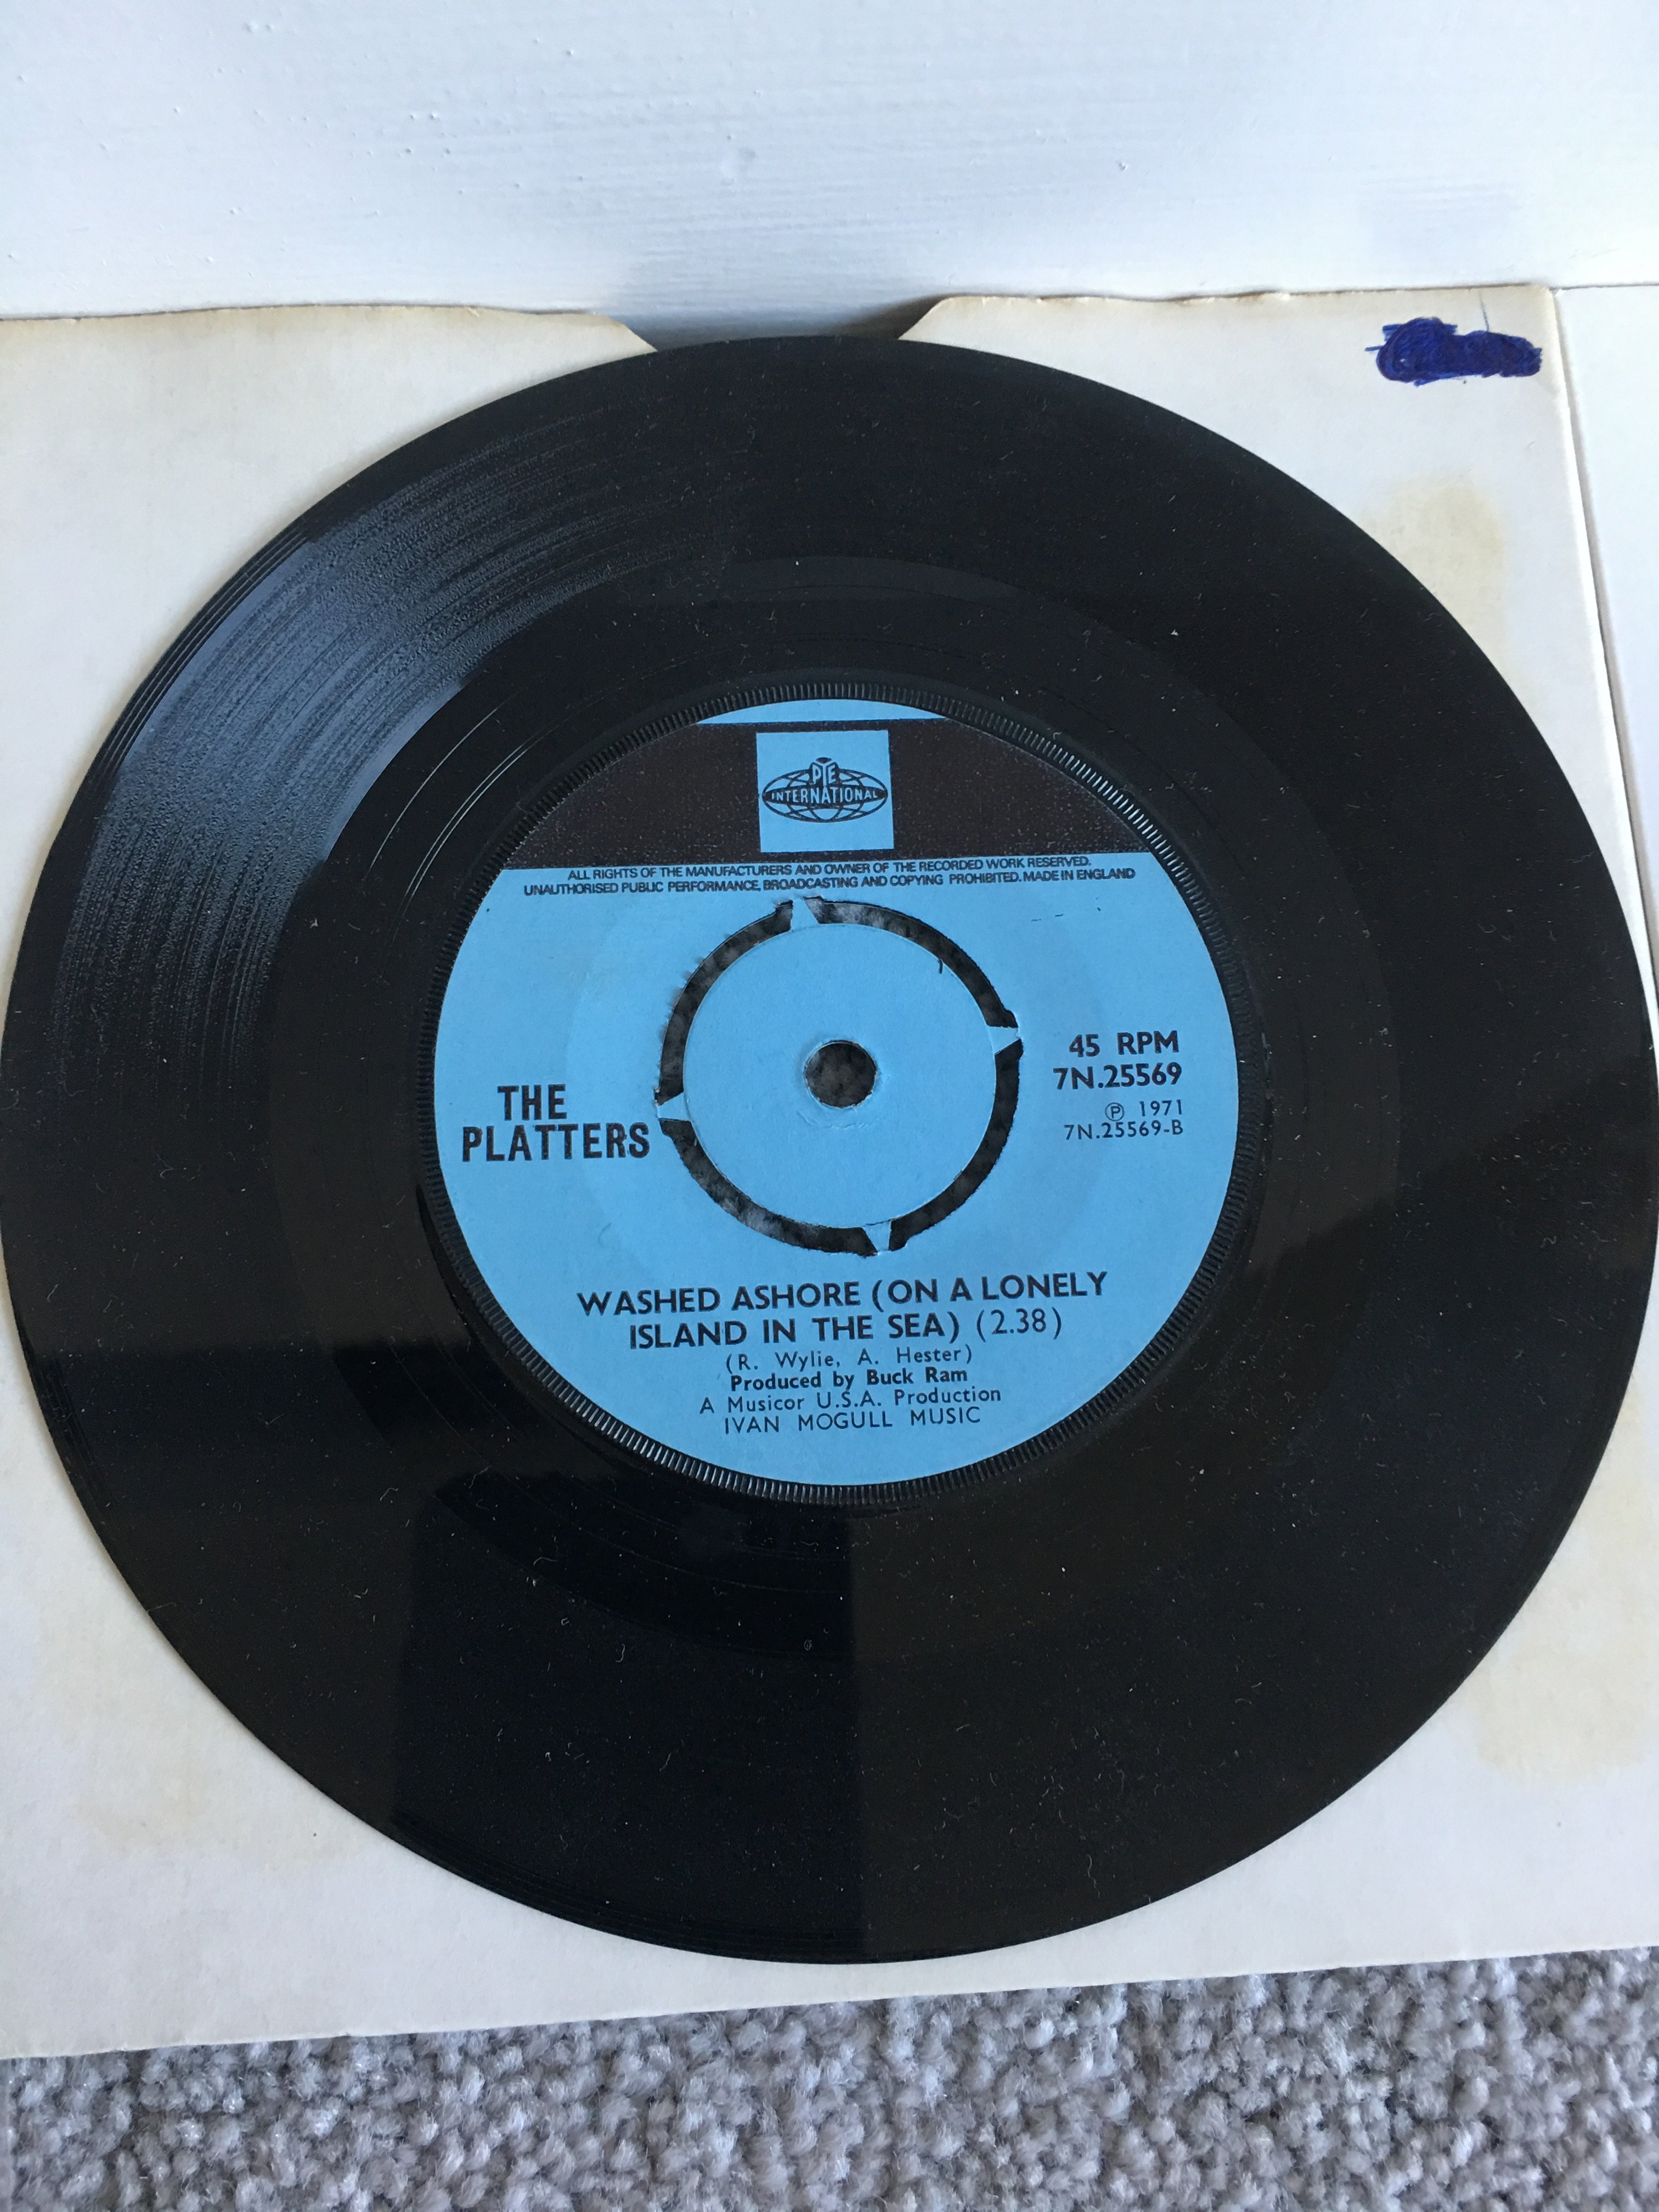 PYE
INTERNATIONAL
ALL RIGHTS OF THE MANUFACTURERS AND OWNER OF THE RECORDED WORK RESERVED.
UNAUTHORISED PUBLIC PERFORMANCE, BROADCASTING AND COPYING PROHIBITED. MADE IN ENGLAND
45 RPM
7N.25569
℗ 1971
7N.25569-B
THE
PLATTERS
WASHED ASHORE (ON A LONELY
ISLAND IN THE SEA) (2.38)
(R. Wylie, A. Hester)
Produced by Buck Ram
A Musicor U.S.A. Production
IVAN MOGULL MUSIC